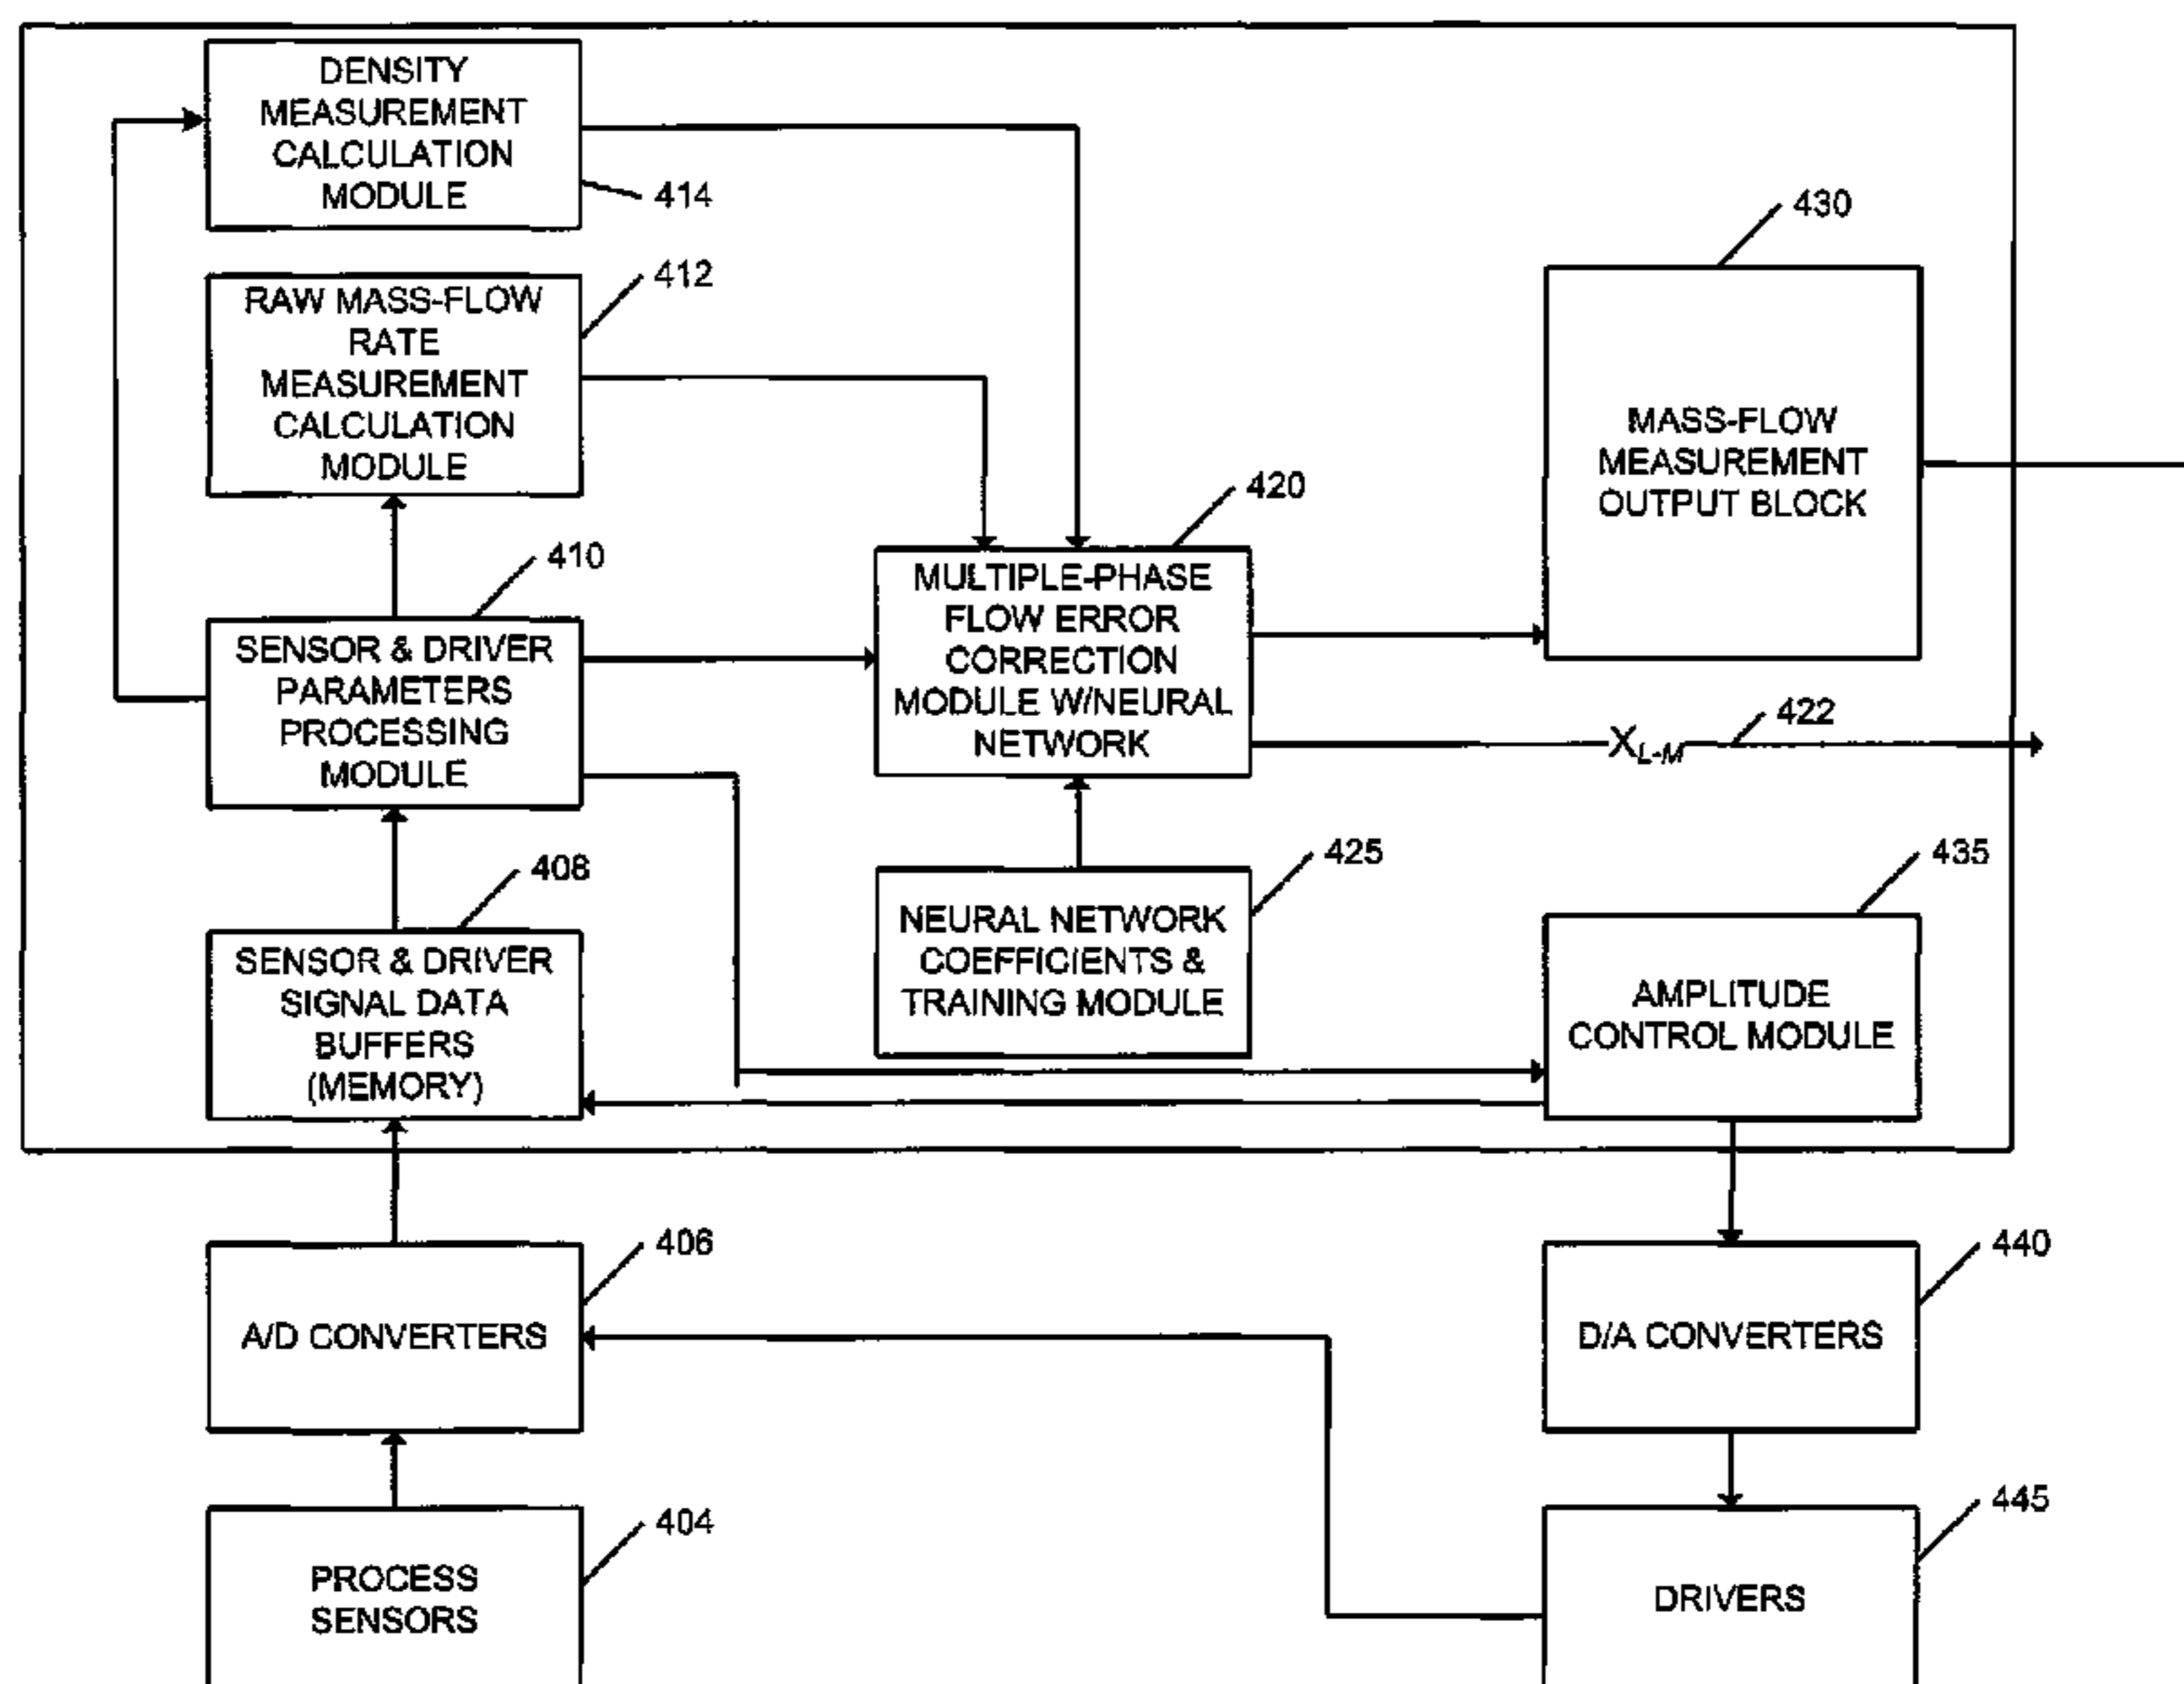 DENSITY
MEASUREMENT
CALCULATION
MODULE
414
RAW MASS-FLOW
RATE
MEASUREMENT
CALCULATION
MODULE
412
430
MASS-FLOW
MEASUREMENT
OUTPUT BLOCK
410
SENSOR & DRIVER
PARAMETERS
PROCESSING
MODULE
420
MULTIPLE-PHASE
FLOW ERROR
CORRECTION
MODULE W/NEURAL
NETWORK
422
X_{L-M}
408
SENSOR & DRIVER
SIGNAL DATA
BUFFERS
(MEMORY)
425
NEURAL NETWORK
COEFFICIENTS &
TRAINING MODULE
435
AMPLITUDE
CONTROL MODULE
406
A/D CONVERTERS
440
D/A CONVERTERS
404
PROCESS
SENSORS
445
DRIVERS